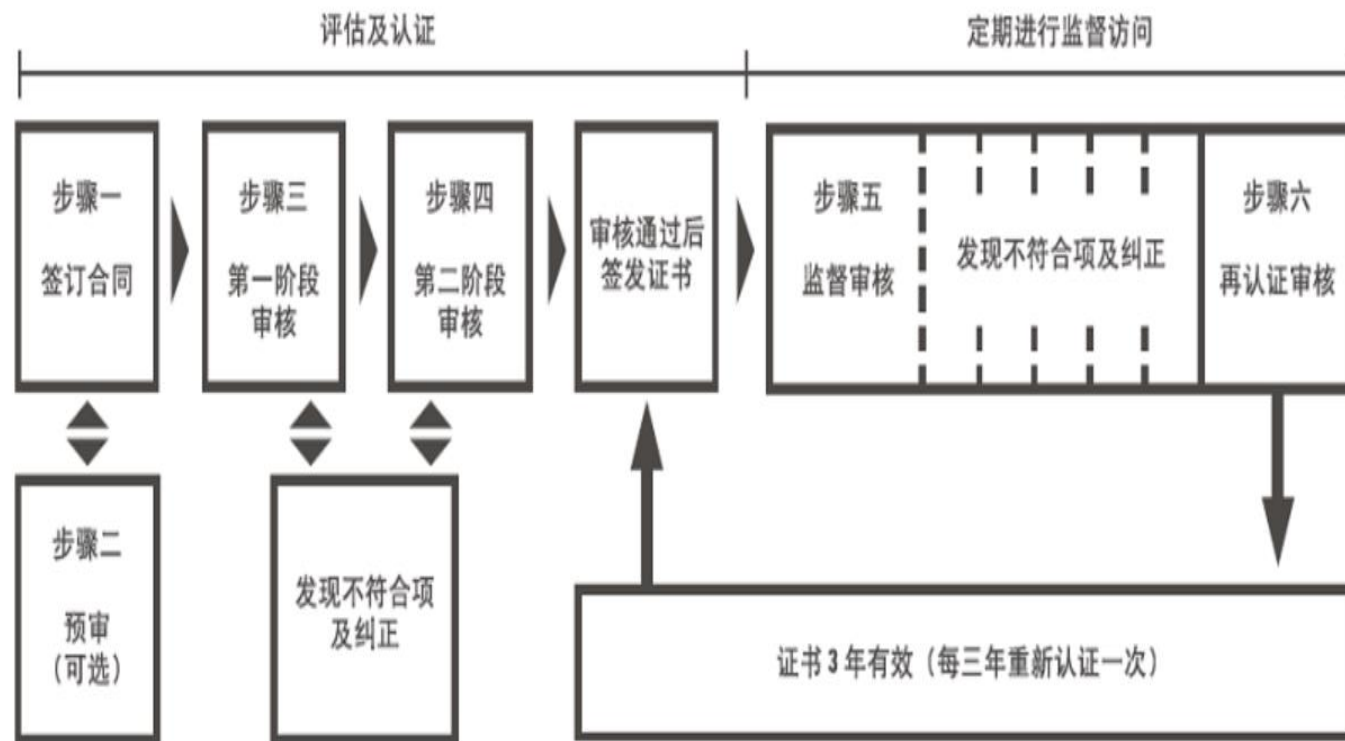 评估及认证
定期进行监督访问
步骤一
签订合同
步骤三
第一阶段
审核
步骤四
第二阶段
审核
审核通过后
签发证书
步骤五
监督审核
发现不符合项及纠正
步骤六
再认证审核
步骤二
预审
（可选）
发现不符合项
及纠正
证书 3 年有效（每三年重新认证一次）